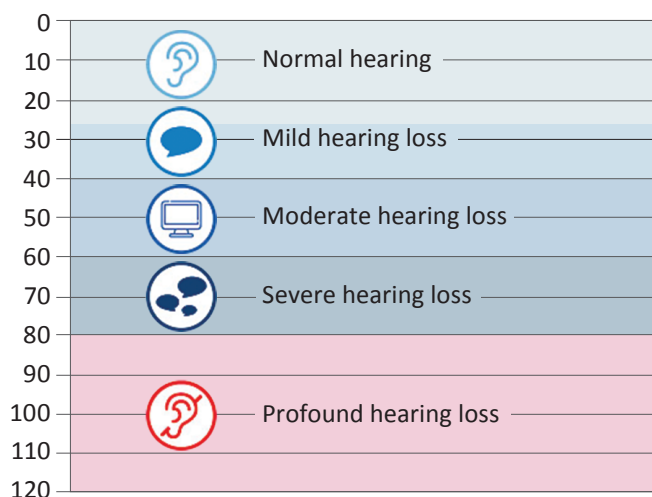 0
10 Normal hearing
20
30 Mild hearing loss
40
50 Moderate hearing loss
60
70 Severe hearing loss
80
90
100 Profound hearing loss
110
120